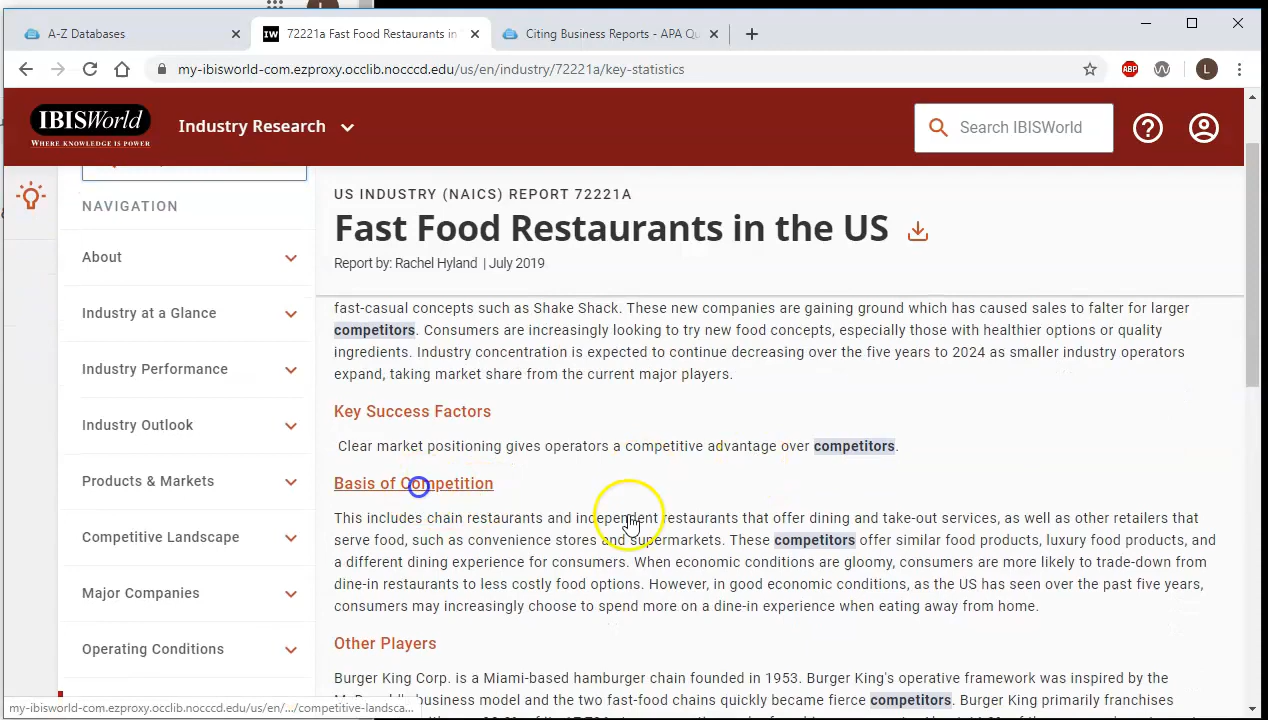 A-Z Databases
IW 72221a Fast Food Restaurants in
Citing Business Reports - APA Qu
my-ibisworld-com.ezproxy.occlib.nocccd.edu/us/en/industry/72221a/key-statistics
ABP
L
IBISWorld
WHERE KNOWLEDGE IS POWER
Industry Research
Search IBISWorld
NAVIGATION
About
Industry at a Glance
Industry Performance
Industry Outlook
Products & Markets
Competitive Landscape
Major Companies
Operating Conditions
US INDUSTRY (NAICS) REPORT 72221A
Fast Food Restaurants in the US
Report by: Rachel Hyland | July 2019
fast-casual concepts such as Shake Shack. These new companies are gaining ground which has caused sales to falter for larger
competitors. Consumers are increasingly looking to try new food concepts, especially those with healthier options or quality
ingredients. Industry concentration is expected to continue decreasing over the five years to 2024 as smaller industry operators
expand, taking market share from the current major players.
Key Success Factors
Clear market positioning gives operators a competitive advantage over competitors.
Basis of Competition
This includes chain restaurants and independent restaurants that offer dining and take-out services, as well as other retailers that
serve food, such as convenience stores and supermarkets. These competitors offer similar food products, luxury food products, and
a different dining experience for consumers. When economic conditions are gloomy, consumers are more likely to trade-down from
dine-in restaurants to less costly food options. However, in good economic conditions, as the US has seen over the past five years,
consumers may increasingly choose to spend more on a dine-in experience when eating away from home.
Other Players
Burger King Corp. is a Miami-based hamburger chain founded in 1953. Burger King's operative framework was inspired by the
business model and the two fast-food chains quickly became fierce competitors. Burger King primarily franchises
my-ibisworld-com.ezproxy.occlib.nocccd.edu/us/en/.../competitive-landsca...